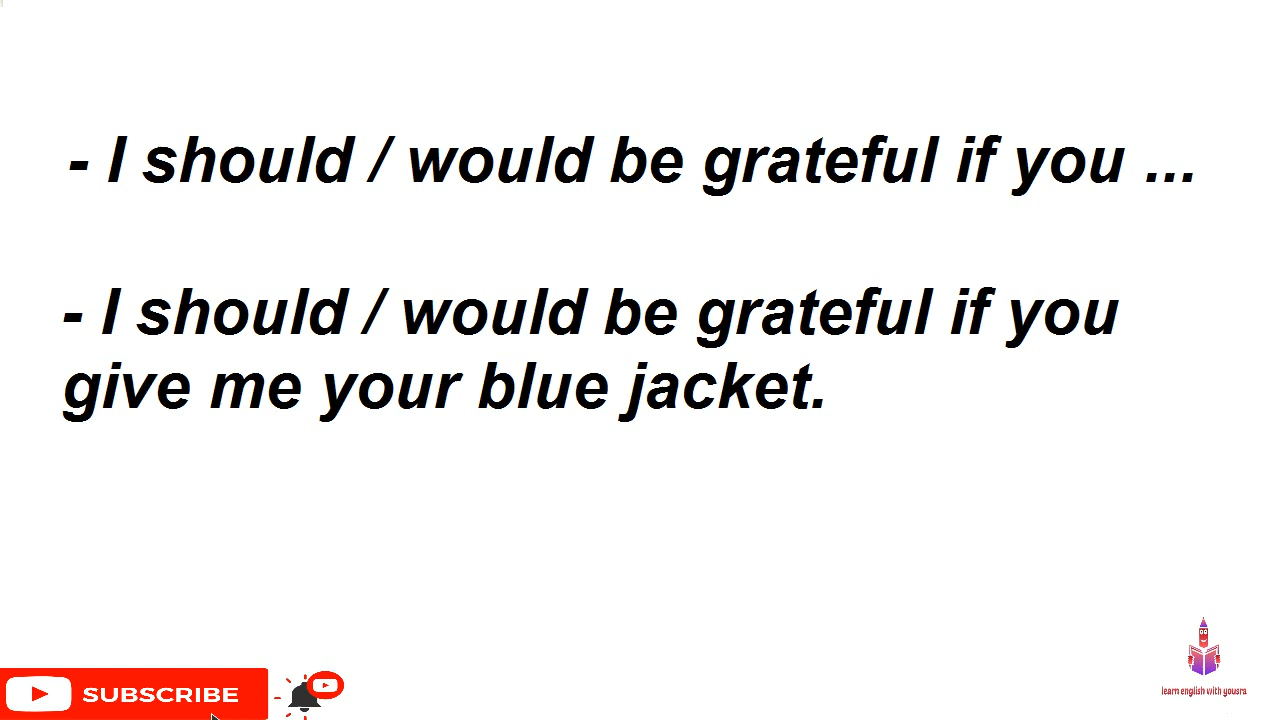 - I should / would be grateful if you ...
- I should / would be grateful if you
give me your blue jacket.
SUBSCRIBE
learn english with yousra